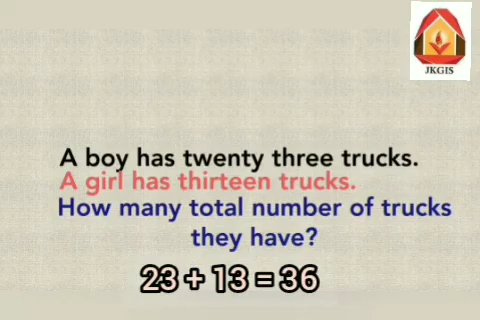 JKGIS
A boy has twenty three trucks.
A girl has thirteen trucks.
How many total number of trucks
they have?
23 + 13 = 36